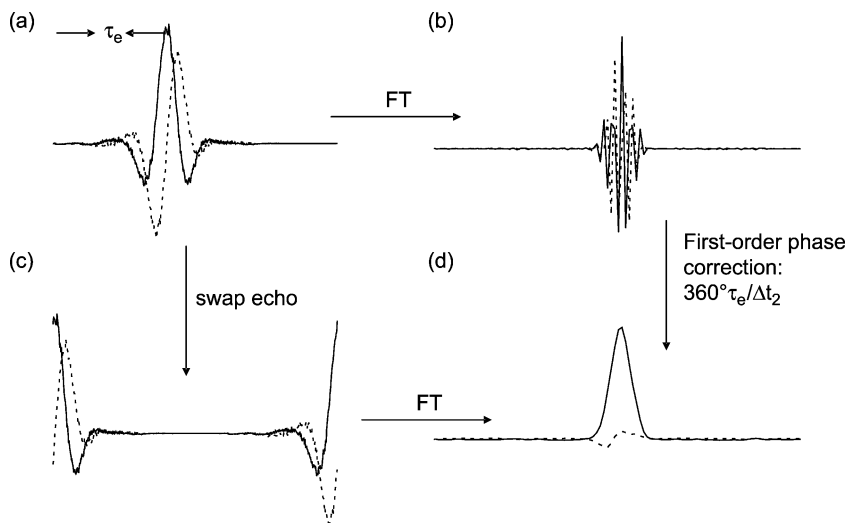 (a)
τe
(b)
FT
First-order phase
correction:
360°τe/Δt2
(c)
swap echo
(d)
FT